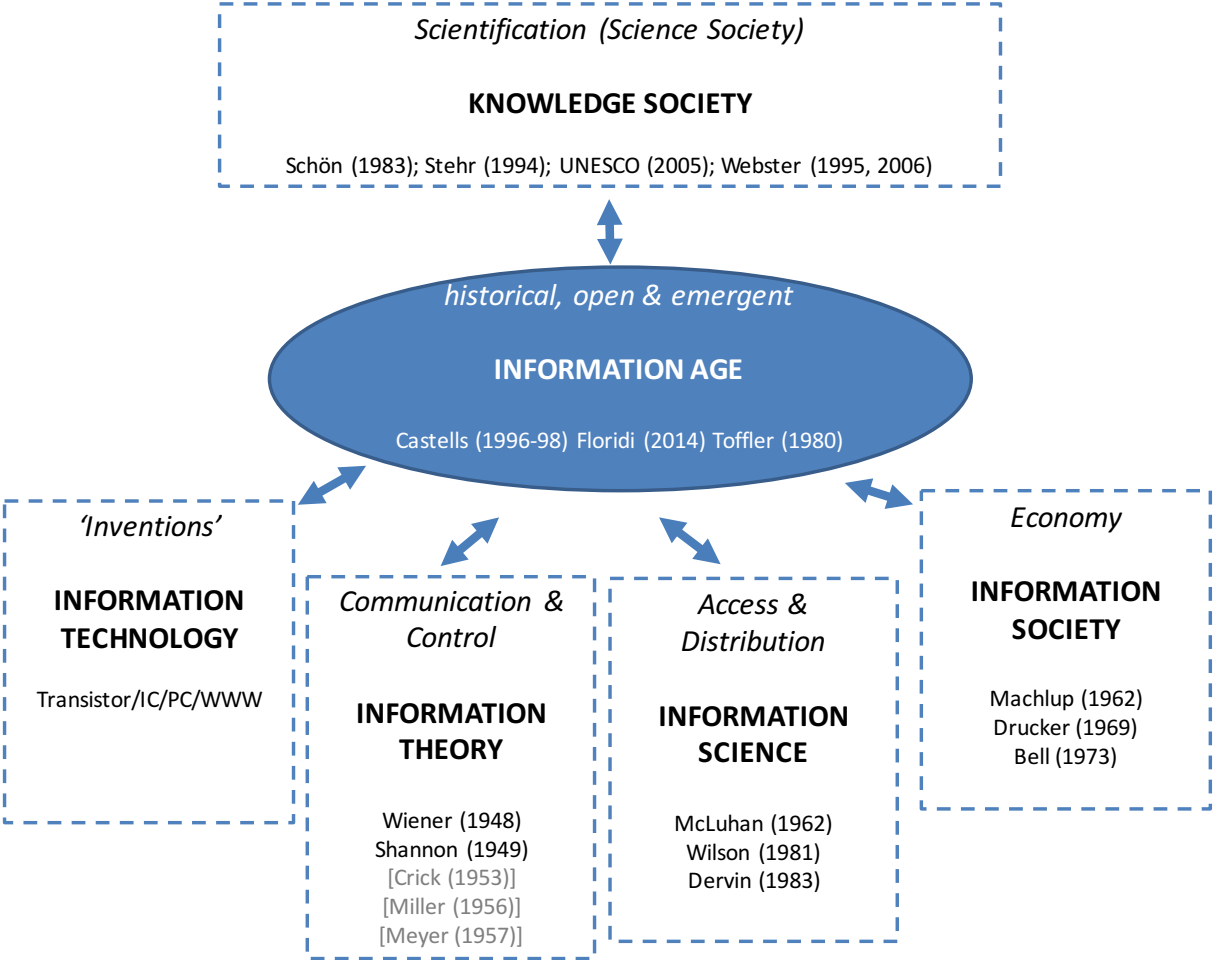 Scientification (Science Society)
KNOWLEDGE SOCIETY
Schön (1983); Stehr (1994); UNESCO (2005); Webster (1995, 2006)
historical, open & emergent
INFORMATION AGE
Castells (1996-98) Floridi (2014) Toffler (1980)
‘Inventions’
INFORMATION
TECHNOLOGY
Transistor/IC/PC/WWW
Communication &
Control
INFORMATION
THEORY
Wiener (1948)
Shannon (1949)
[Crick (1953)]
[Miller (1956)]
[Meyer (1957)]
Access &
Distribution
INFORMATION
SCIENCE
McLuhan (1962)
Wilson (1981)
Dervin (1983)
Economy
INFORMATION
SOCIETY
Machlup (1962)
Drucker (1969)
Bell (1973)